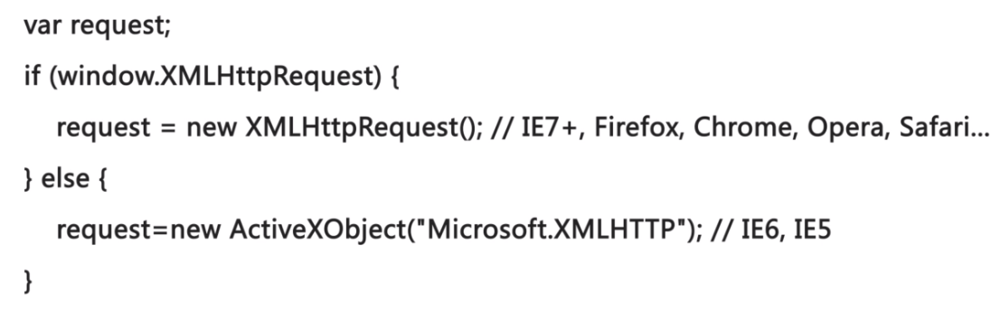 var request;
if (window.XMLHttpRequest) {
request = new XMLHttpRequest(); // IE7+, Firefox, Chrome, Opera, Safari...
} else {
request=new ActiveXObject("Microsoft.XMLHTTP"); // IE6, IE5
}